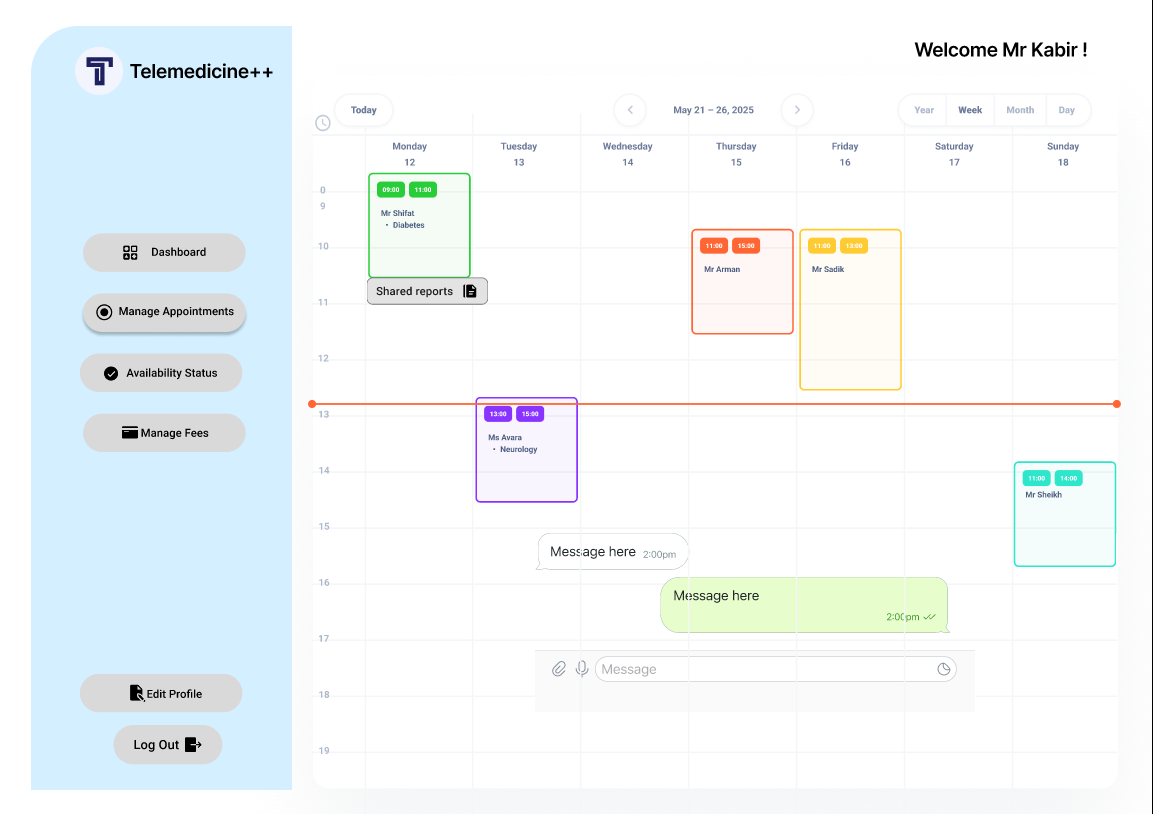 Telemedicine++
Welcome Mr Kabir !
Today
May 21 – 26, 2025
Year Week Month Day
Monday Tuesday Wednesday Thursday Friday Saturday Sunday
12 13 14 15 16 17 18
0
9
10
11
12
13
14
15
16
17
18
19
09:00 11:00
Mr Shifat
• Diabetes
Shared reports
11:00 15:00
Mr Arman
11:00 13:00
Mr Sadik
13:00 15:00
Ms Avara
• Neurology
11:00 14:00
Mr Sheikh
Message here 2:00pm
Message here
2:00pm
Message
Dashboard
Manage Appointments
Availability Status
Manage Fees
Edit Profile
Log Out